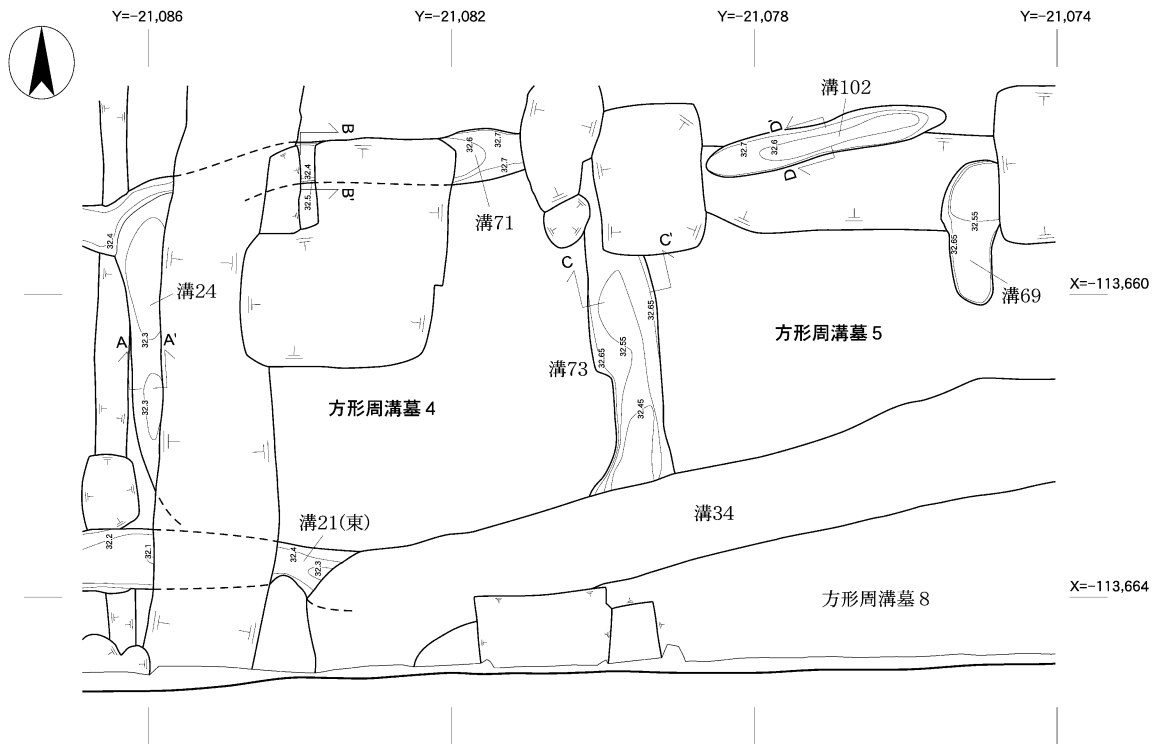 Y=−21,086
Y=−21,082
Y=−21,078
Y=−21,074
溝102
D'
D
32.7
32.6
B
B'
32.4
32.5
32.6
32.7
32.7
溝71
32.4
C
C'
32.55
32.65
溝69
X=−113,660
溝24
32.3
A
A'
32.3
32.65
32.55
32.65
32.45
溝73
方形周溝墓5
方形周溝墓4
溝34
溝21(東)
32.2
32.1
32.4
32.3
方形周溝墓8
X=−113,664